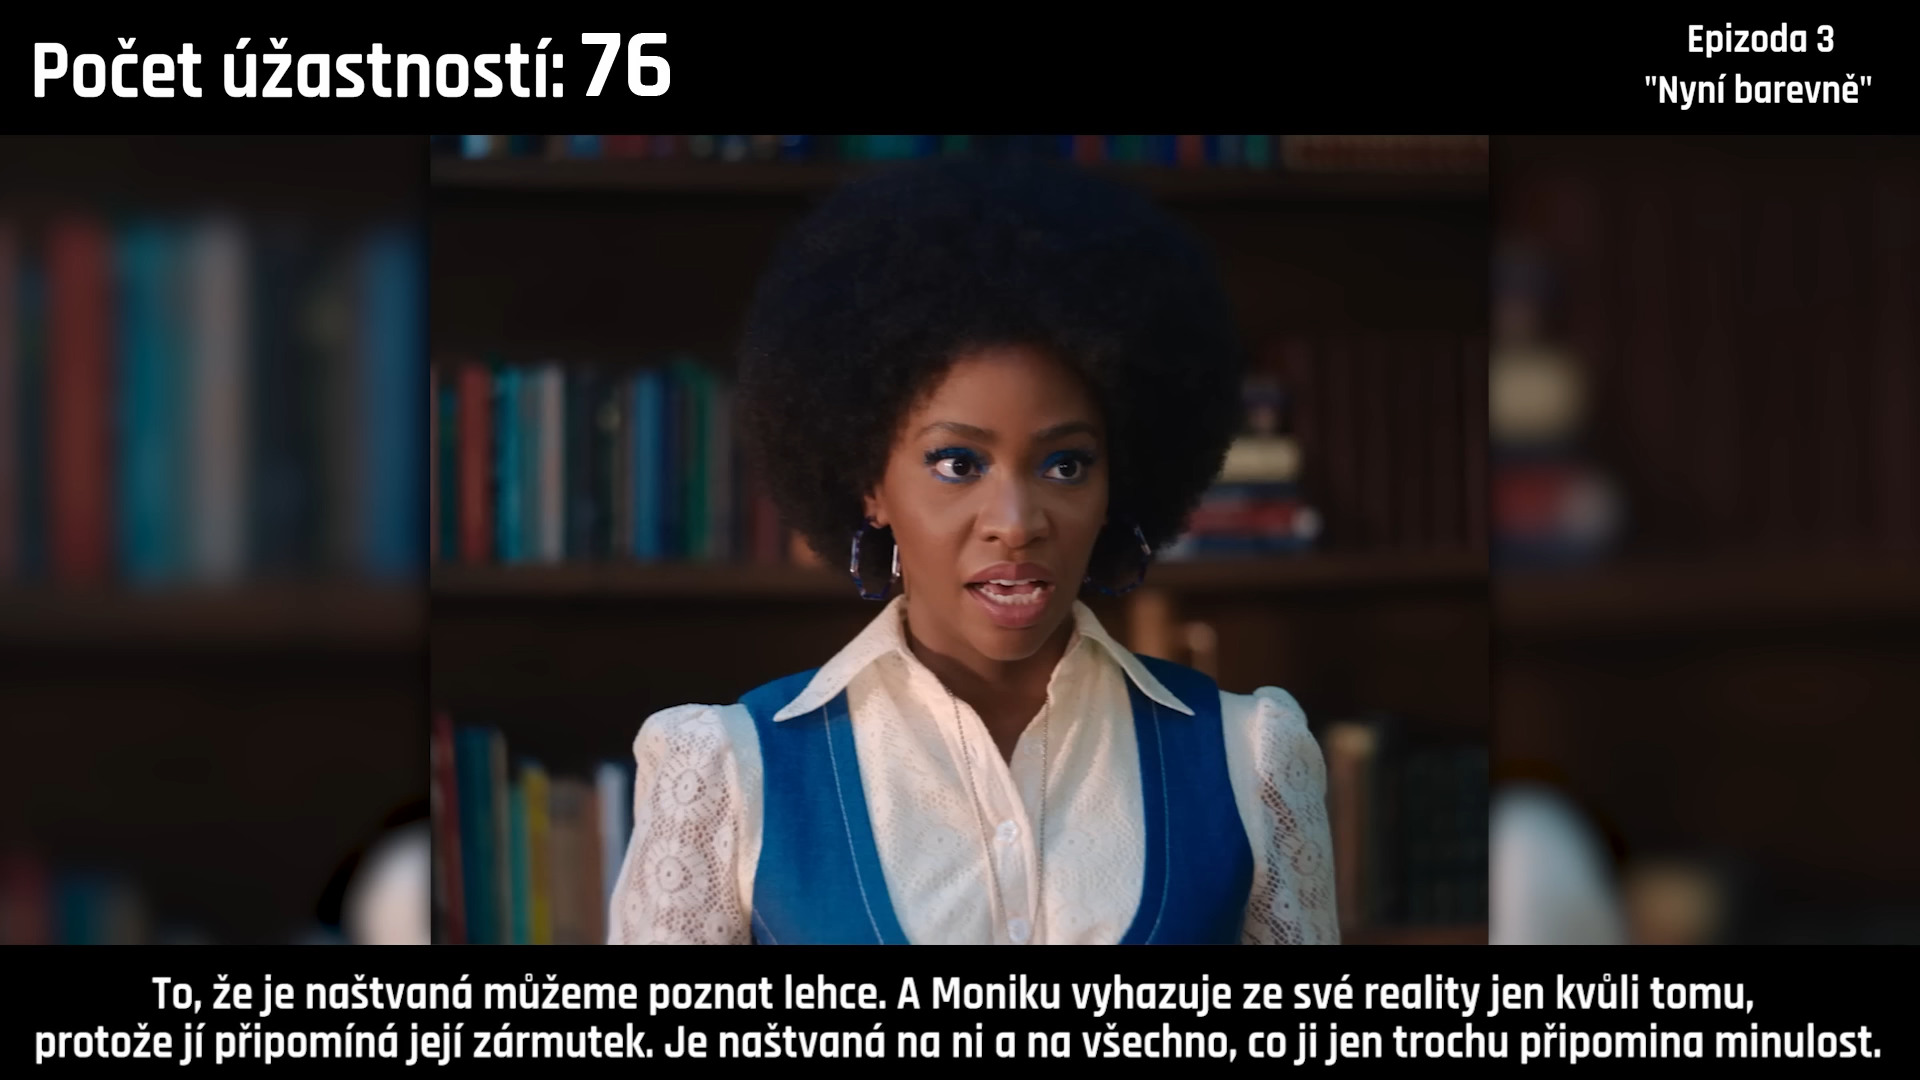 Počet úžastností: 76
Epizoda 3
"Nyní barevně"
To, že je naštvaná můžeme poznat lehce. A Moniku vyhazuje ze své reality jen kvůli tomu,
protože jí připomíná její zármutek. Je naštvaná na ni a na všechno, co ji jen trochu připomina minulost.